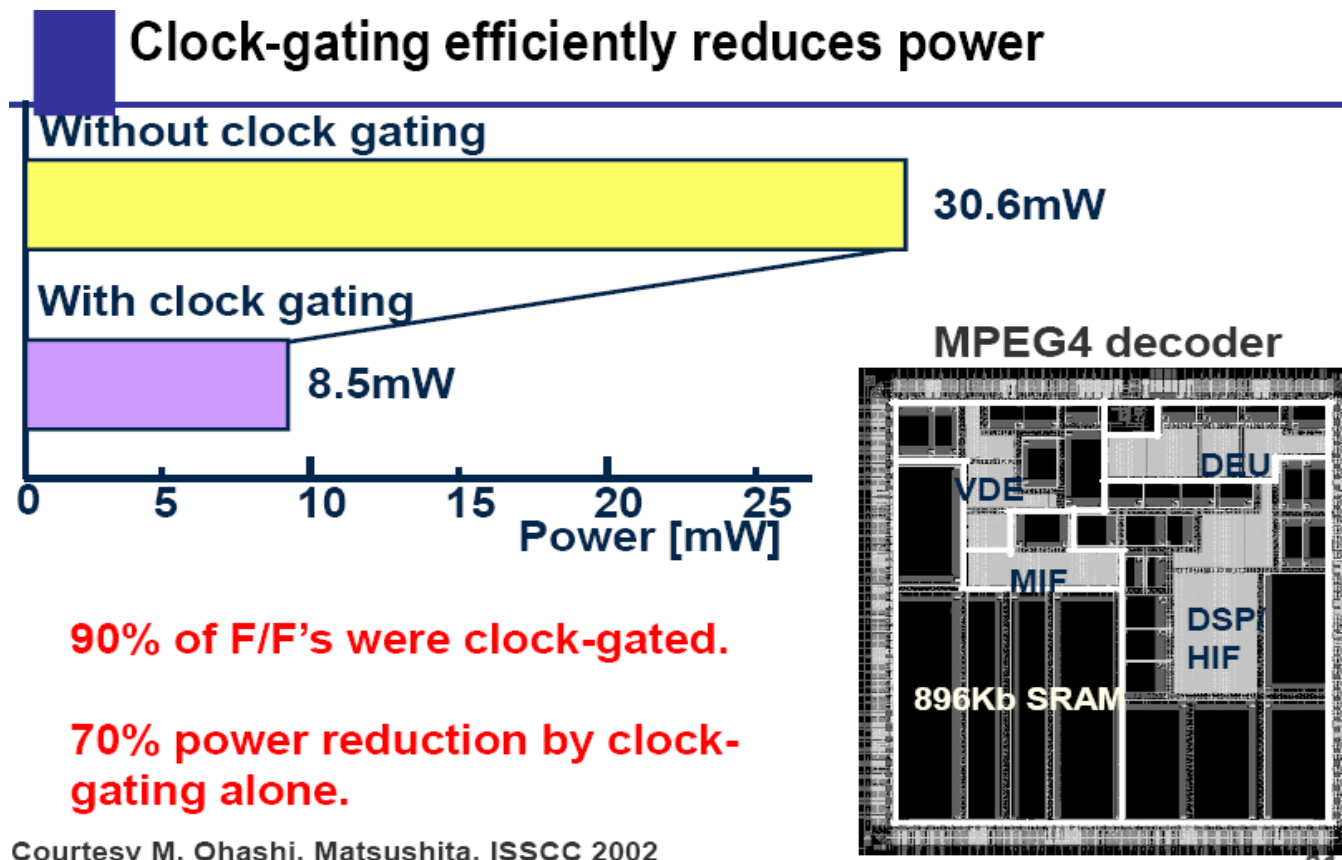 Clock-gating efficiently reduces power
Without clock gating
30.6mW
With clock gating
8.5mW
0 5 10 15 20 25
Power [mW]
MPEG4 decoder
DEU
VDE
MIF
DSP/
HIF
896Kb SRAM
90% of F/F's were clock-gated.
70% power reduction by clock-
gating alone.
Courtesy M. Ohashi, Matsushita, ISSCC 2002